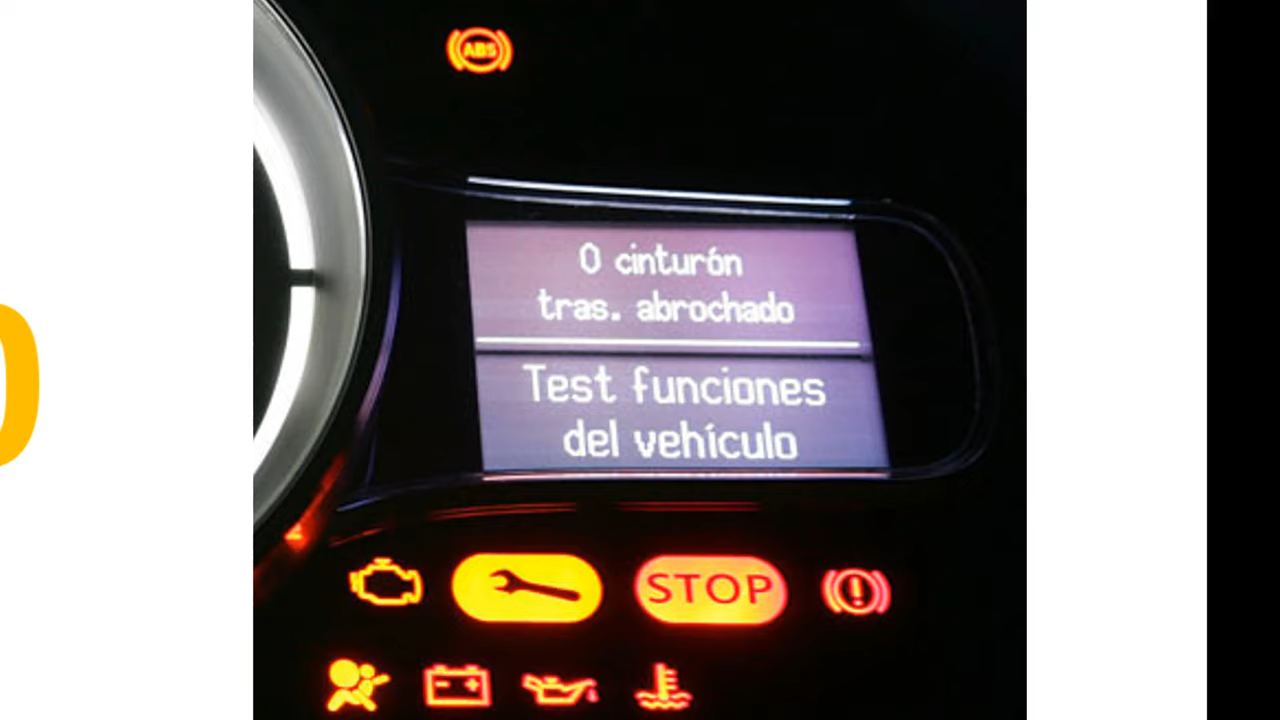 ABS
0 cinturón
tras. abrochado
Test funciones
del vehículo
STOP